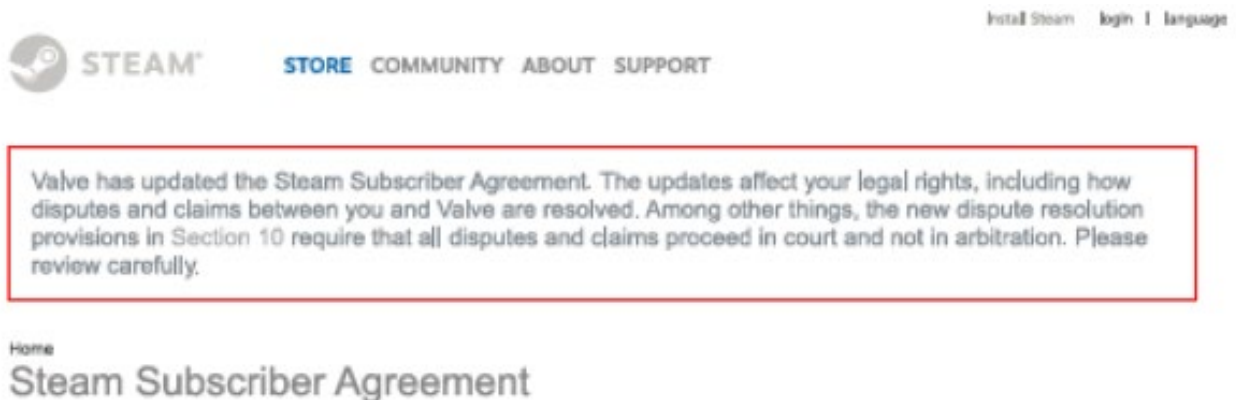 Install Steam login | language
STEAM® STORE COMMUNITY ABOUT SUPPORT
Valve has updated the Steam Subscriber Agreement. The updates affect your legal rights, including how
disputes and claims between you and Valve are resolved. Among other things, the new dispute resolution
provisions in Section 10 require that all disputes and claims proceed in court and not in arbitration. Please
review carefully.
Home
Steam Subscriber Agreement